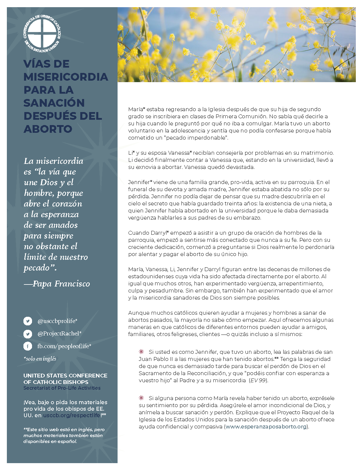 VÍAS DE
MISERICORDIA
PARA LA
SANACIÓN
DESPUÉS DEL
ABORTO
La misericordia
es “la vía que
une Dios y el
hombre, porque
abre el corazón
a la esperanza
de ser amados
para siempre
no obstante el
límite de nuestro
pecado”.
—Papa Francisco
@usccbprolife*
@ProjectRachel*
fb.com/peopleoflife*
*solo en inglés
UNITED STATES CONFERENCE
OF CATHOLIC BISHOPS
Secretariat of Pro-Life Activities
¡Vea, baje o pida los materiales
pro vida de los obispos de EE.
UU. en usccb.org/respectlife!**
**Este sitio web está en inglés, pero
muchos materiales también están
disponibles en español.
María* estaba regresando a la Iglesia después de que su hija de segundo
grado se inscribiera en clases de Primera Comunión. No sabía qué decirle a
su hija cuando le preguntó por qué no iba a comulgar. María tuvo un aborto
voluntario en la adolescencia y sentía que no podía confesarse porque había
cometido un “pecado imperdonable”.
Li* y su esposa Vanessa* recibían consejería por problemas en su matrimonio.
Li decidió finalmente contar a Vanessa que, estando en la universidad, llevó a
su exnovia a abortar. Vanessa quedó devastada.
Jennifer* viene de una familia grande, pro-vida, activa en su parroquia. En el
funeral de su devota y amada madre, Jennifer estaba abatida no sólo por su
pérdida. Jennifer no podía dejar de pensar que su madre descubriría en el
cielo el secreto que había guardado treinta años: la existencia de una nieta, a
quien Jennifer había abortado en la universidad porque le daba demasiada
vergüenza hablarles a sus padres de su embarazo.
Cuando Darryl* empezó a asistir a un grupo de oración de hombres de la
parroquia, empezó a sentirse más conectado que nunca a su fe. Pero con su
creciente dedicación, comenzó a preguntarse si Dios realmente lo perdonaría
por alentar y pagar el aborto de su único hijo.
María, Vanessa, Li, Jennifer y Darryl figuran entre las decenas de millones de
estadounidenses cuya vida ha sido afectada directamente por el aborto. Al
igual que muchos otros, han experimentado vergüenza, arrepentimiento,
culpa y pesadumbre. Sin embargo, también han experimentado que el amor
y la misericordia sanadores de Dios son siempre posibles.
Aunque muchos católicos quieren ayudar a mujeres y hombres a sanar de
abortos pasados, la mayoría no sabe cómo empezar. Aquí ofrecemos algunas
maneras en que católicos de diferentes entornos pueden ayudar a amigos,
familiares, otros feligreses, clientes —o quizás incluso a sí mismos:
Si usted es como Jennifer, que tuvo un aborto, lea las palabras de san
Juan Pablo II a las mujeres que han tenido abortos:** Tenga la seguridad
de que nunca es demasiado tarde para buscar el perdón de Dios en el
Sacramento de la Reconciliación, y que “podéis confiar con esperanza a
vuestro hijo” al Padre y a su misericordia (EV 99).
Si alguna persona como María revela haber tenido un aborto, exprésele
su sentimiento por su pérdida. Asegúrele el amor incondicional de Dios, y
anímela a buscar sanación y perdón. Explique que el Proyecto Raquel de la
Iglesia de los Estados Unidos para la sanación después de un aborto ofrece
ayuda confidencial y compasiva (www.esperanzaposaborto.org).